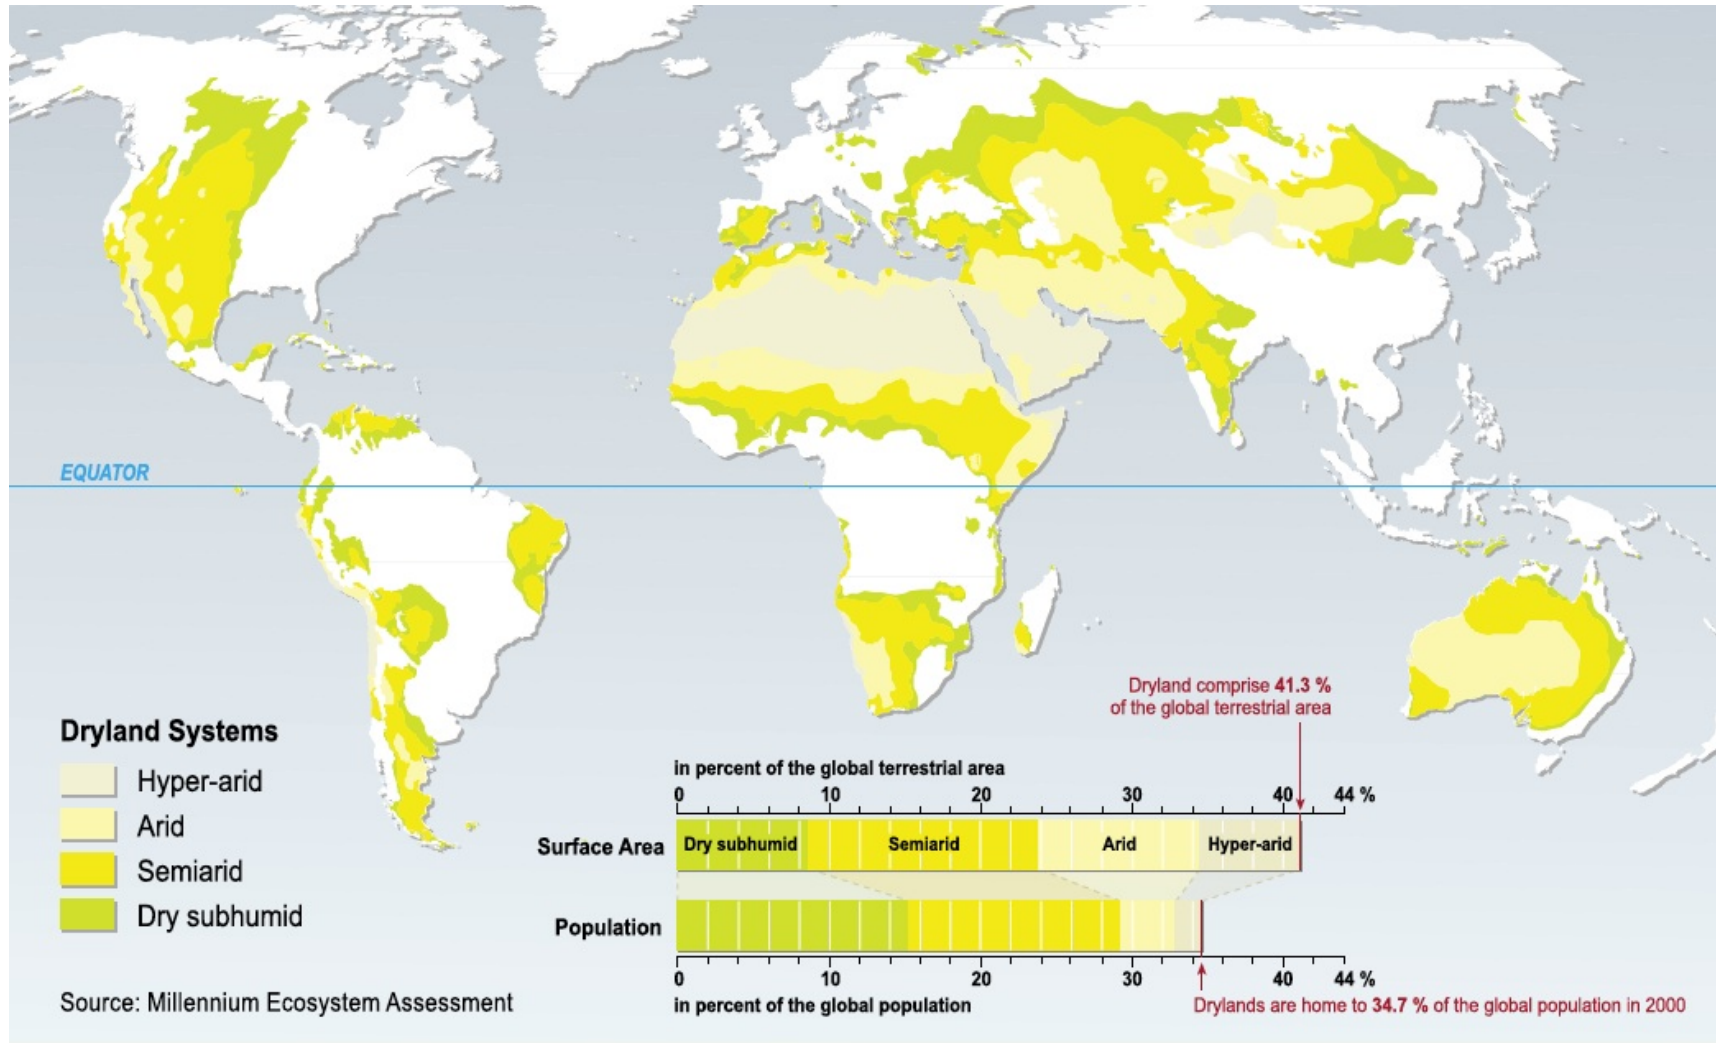 EQUATOR
Dryland Systems
Hyper-arid
Arid
Semiarid
Dry subhumid
Source: Millennium Ecosystem Assessment
Dryland comprise 41.3 %
of the global terrestrial area
in percent of the global terrestrial area
0 10 20 30 40 44 %
Surface Area Dry subhumid Semiarid Arid Hyper-arid
Population
0 10 20 30 40 44 %
in percent of the global population
Drylands are home to 34.7 % of the global population in 2000